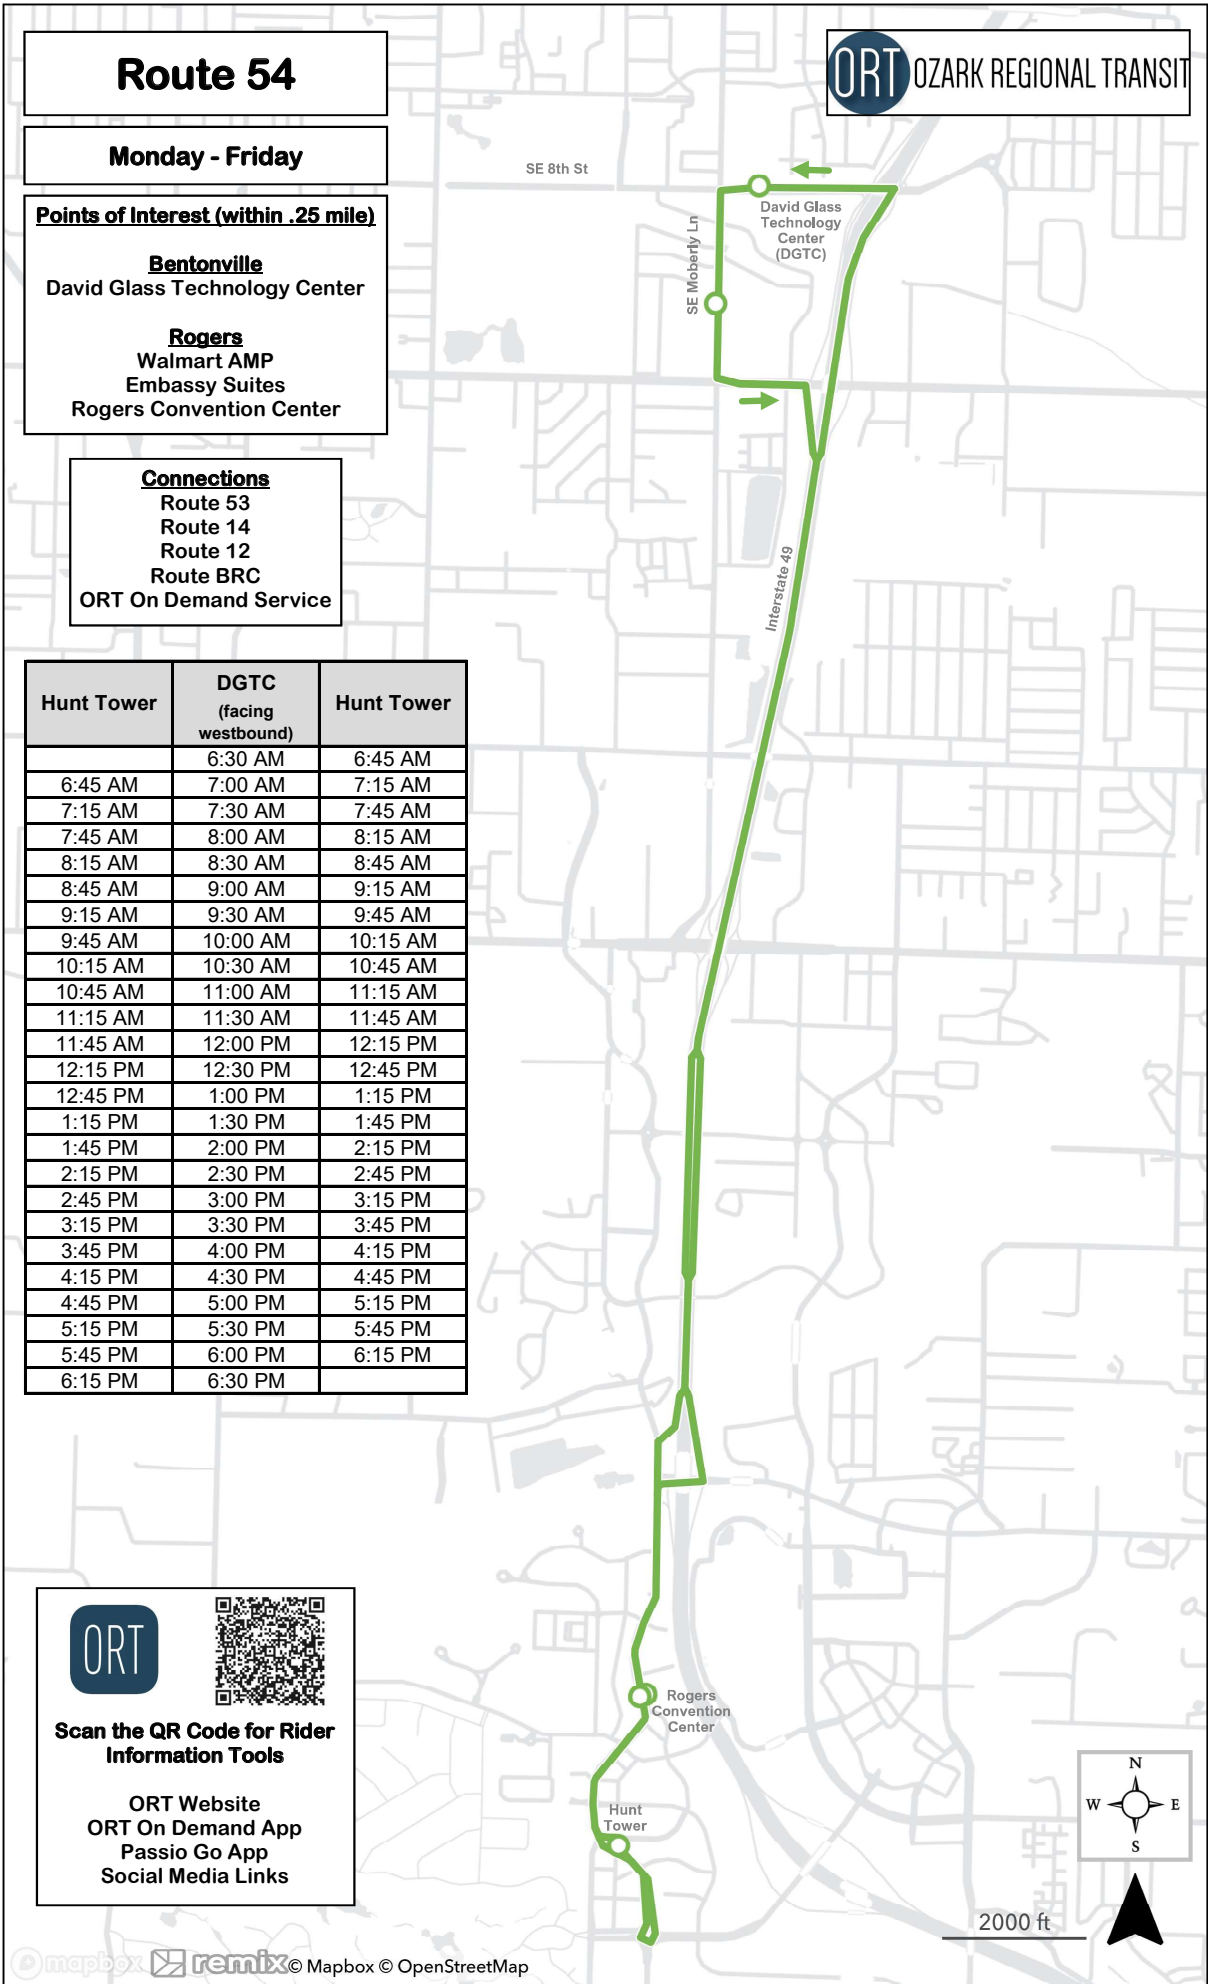 Route 54
Monday - Friday
Points of Interest (within .25 mile)
Bentonville
David Glass Technology Center
Rogers
Walmart AMP
Embassy Suites
Rogers Convention Center
Connections
Route 53
Route 14
Route 12
Route BRC
ORT On Demand Service
ORT OZARK REGIONAL TRANSIT
SE 8th St
David Glass
Technology
Center
(DGTC)
SE Moberly Ln
Interstate 49
Hunt Tower DGTC (facing westbound) Hunt Tower
6:30 AM 6:45 AM
6:45 AM 7:00 AM 7:15 AM
7:15 AM 7:30 AM 7:45 AM
7:45 AM 8:00 AM 8:15 AM
8:15 AM 8:30 AM 8:45 AM
8:45 AM 9:00 AM 9:15 AM
9:15 AM 9:30 AM 9:45 AM
9:45 AM 10:00 AM 10:15 AM
10:15 AM 10:30 AM 10:45 AM
10:45 AM 11:00 AM 11:15 AM
11:15 AM 11:30 AM 11:45 AM
11:45 AM 12:00 PM 12:15 PM
12:15 PM 12:30 PM 12:45 PM
12:45 PM 1:00 PM 1:15 PM
1:15 PM 1:30 PM 1:45 PM
1:45 PM 2:00 PM 2:15 PM
2:15 PM 2:30 PM 2:45 PM
2:45 PM 3:00 PM 3:15 PM
3:15 PM 3:30 PM 3:45 PM
3:45 PM 4:00 PM 4:15 PM
4:15 PM 4:30 PM 4:45 PM
4:45 PM 5:00 PM 5:15 PM
5:15 PM 5:30 PM 5:45 PM
5:45 PM 6:00 PM 6:15 PM
6:15 PM 6:30 PM
ORT
Scan the QR Code for Rider
Information Tools
ORT Website
ORT On Demand App
Passio Go App
Social Media Links
Rogers
Convention
Center
Hunt
Tower
N
W E
S
2000 ft
mapbox remix © Mapbox © OpenStreetMap